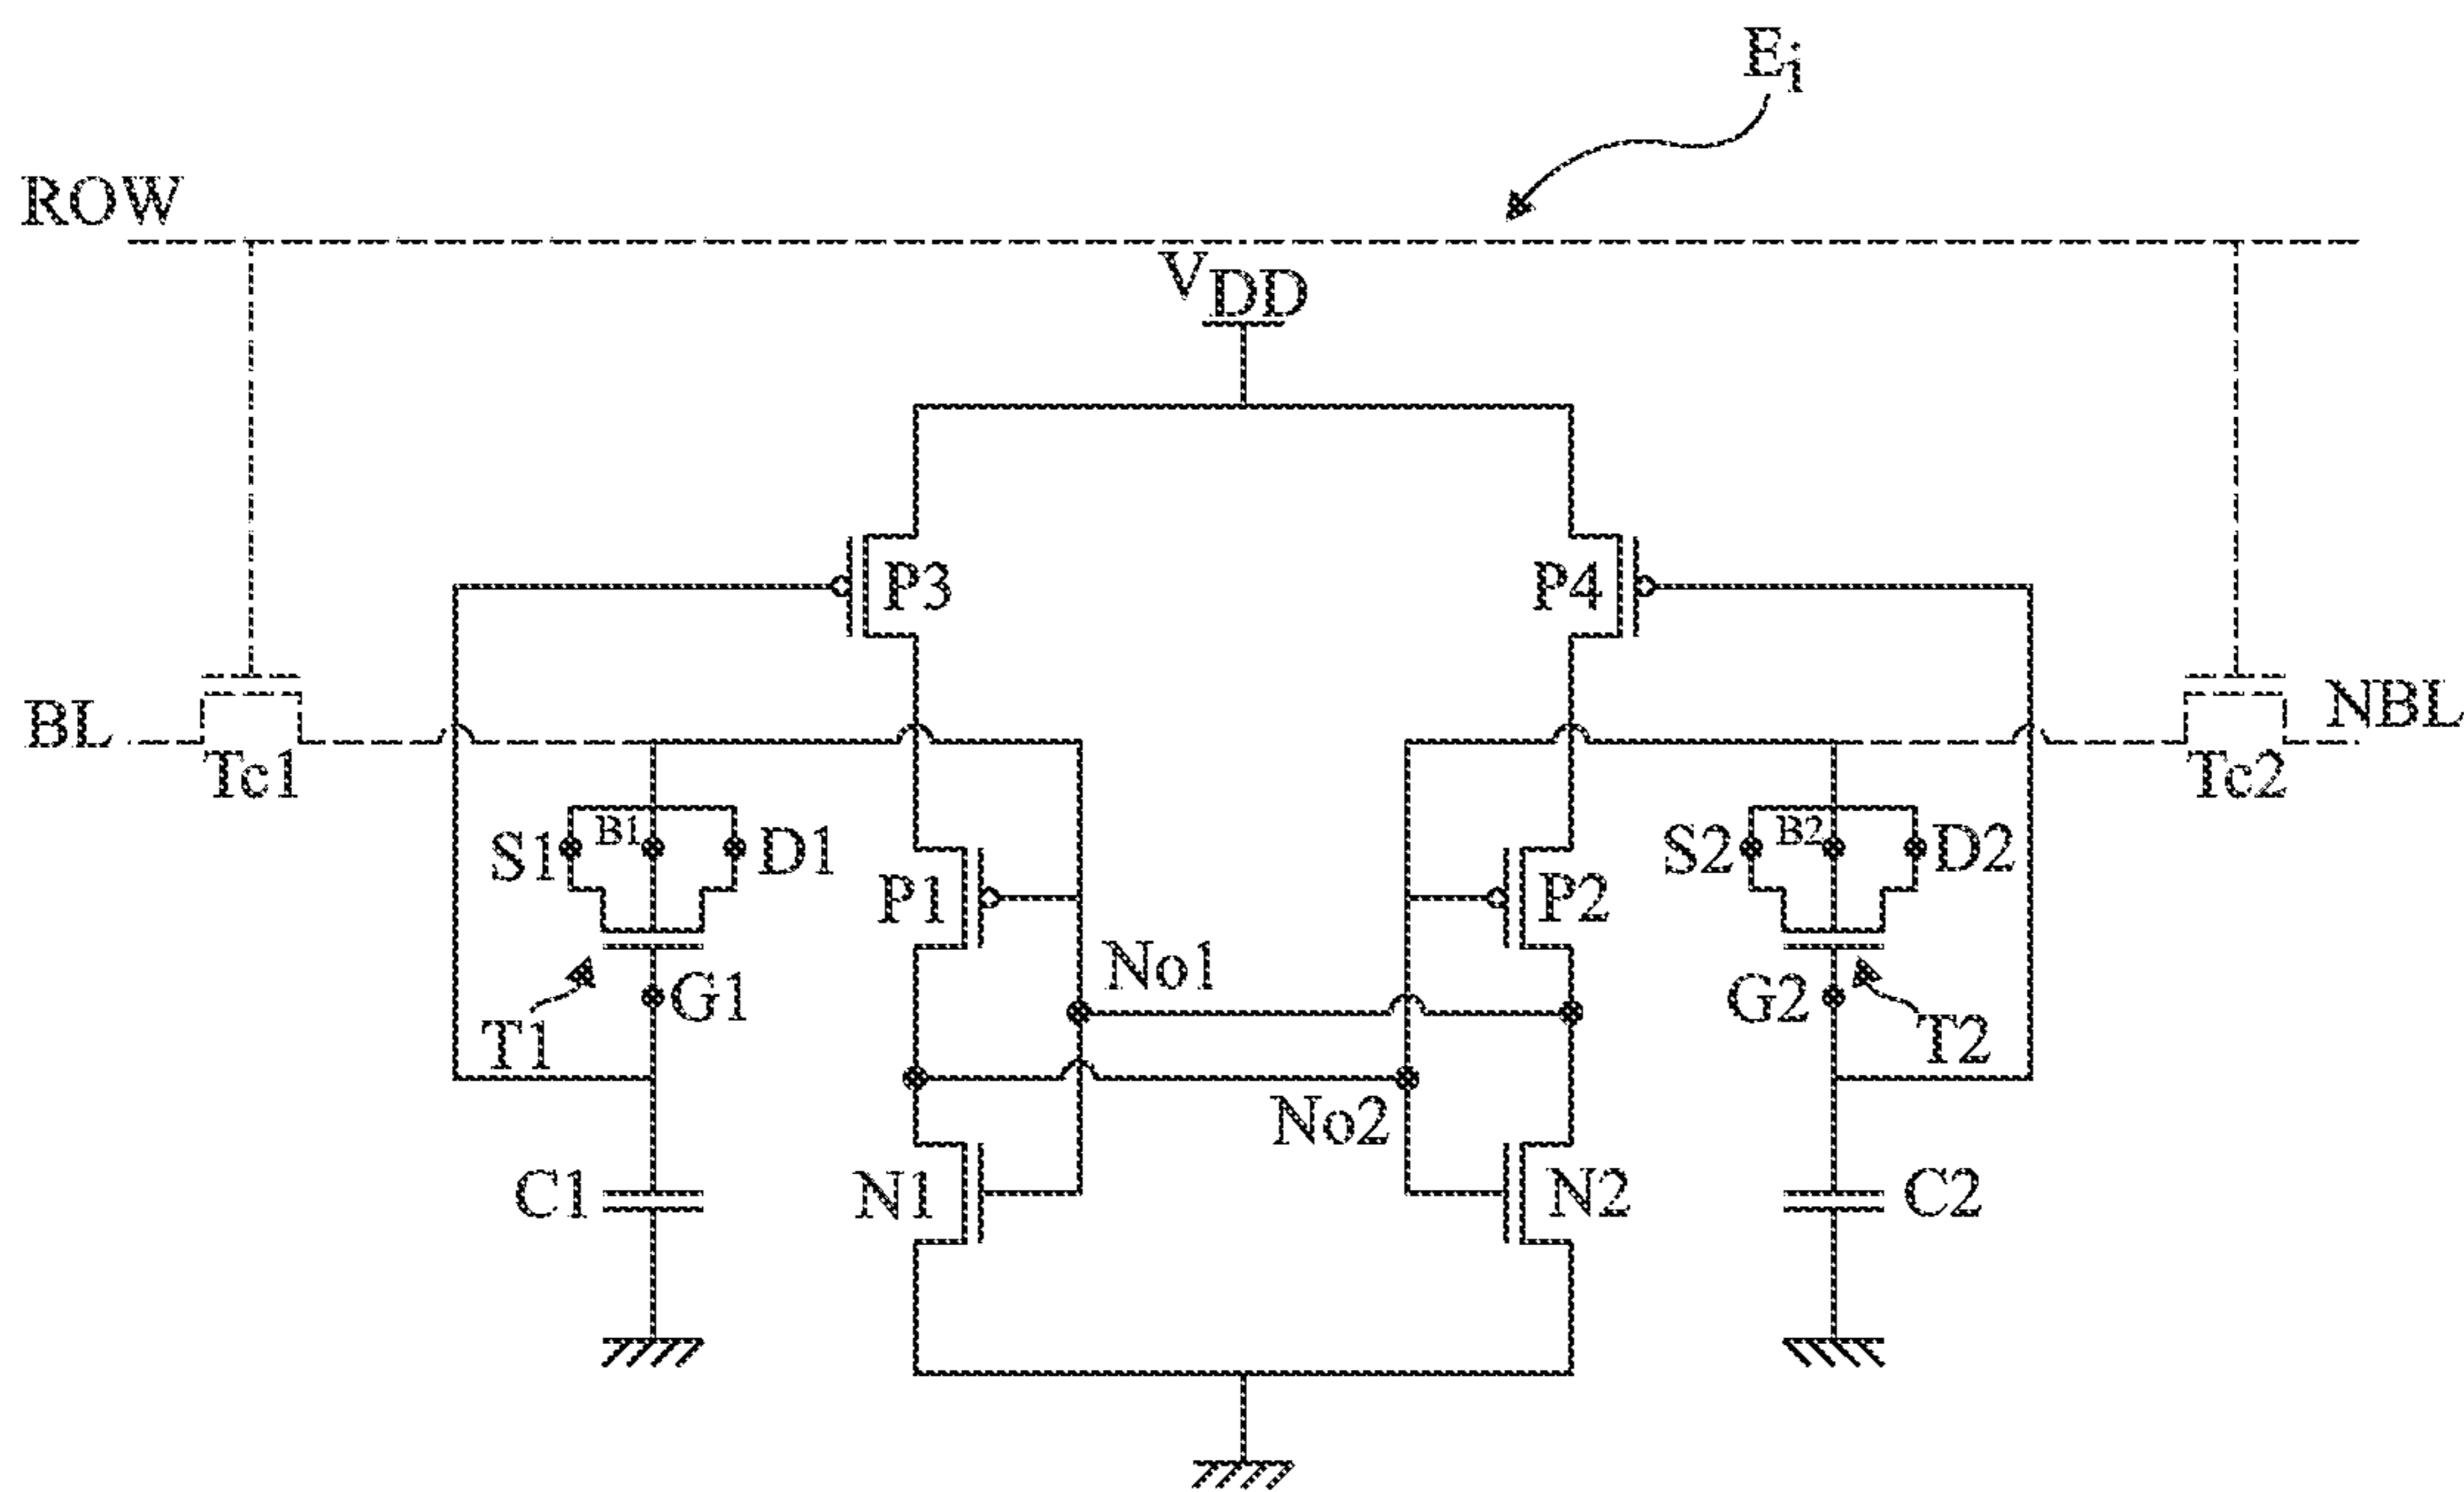 Ei
ROW
VDD
P3
P4
BL
NBL
Tc1
Tc2
S1
B1
D1
S2
B2
D2
P1
P2
No1
G1
G2
T1
T2
No2
C1
N1
N2
C2